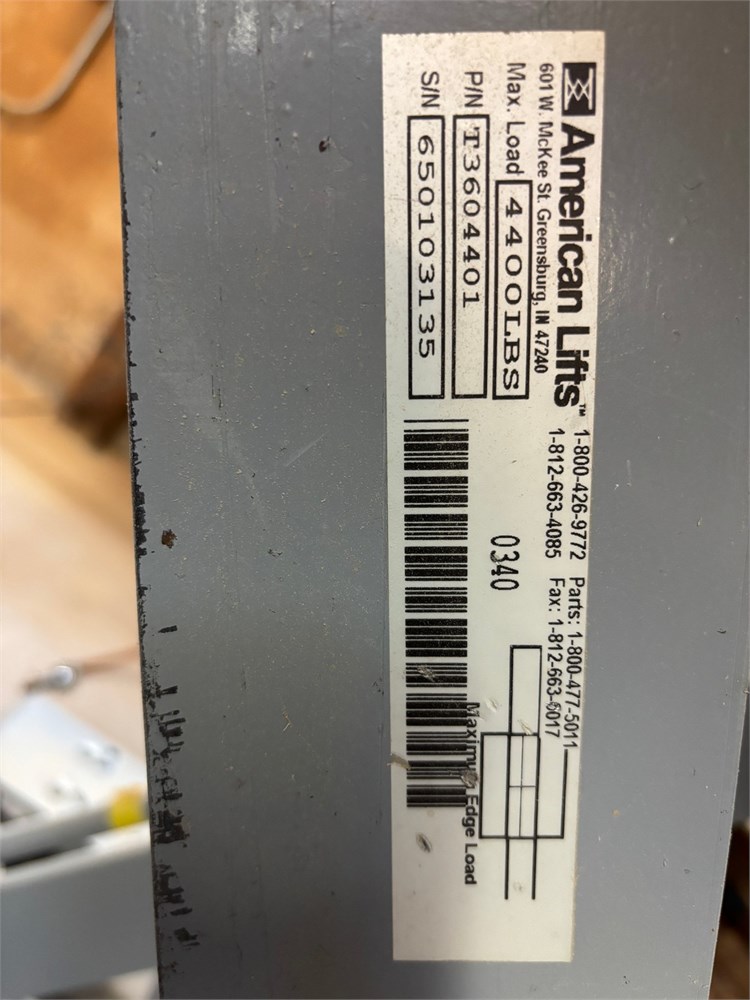 American Lifts™ 1-800-426-9772 Parts: 1-800-477-5011
601 W. McKee St. Greensburg, IN 47240 1-812-663-4085 Fax: 1-812-663-6017
Max. Load 4400LBS
0340
P/N T3604401
S/N 650103135
Maximum Edge Load